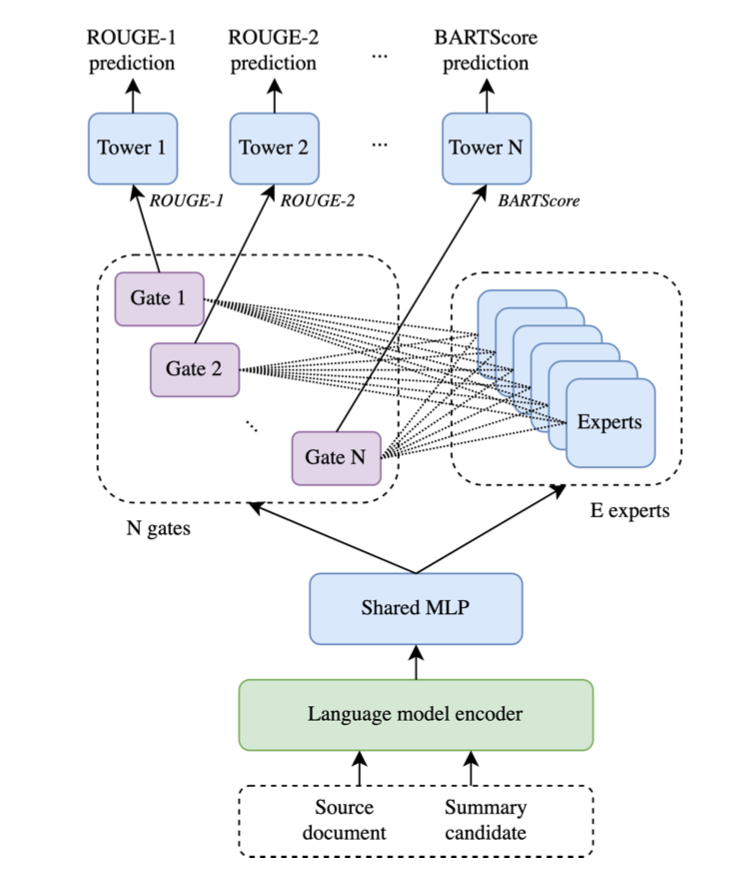 ROUGE-1 prediction
ROUGE-2 prediction
...
BARTScore prediction
Tower 1
Tower 2
...
Tower N
ROUGE-1
ROUGE-2
BARTScore
Gate 1
Gate 2
...
Gate N
Experts
N gates
E experts
Shared MLP
Language model encoder
Source document
Summary candidate